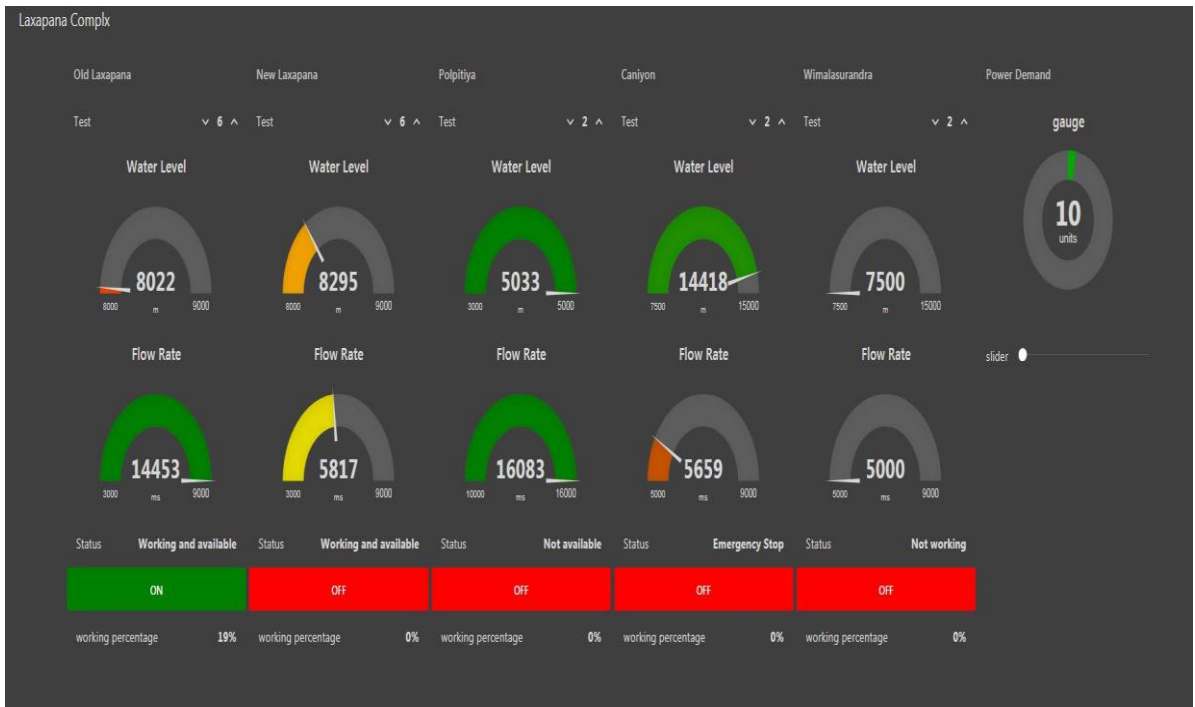 Laxapana Complx
Old Laxapana New Laxapana Polpitiya Caniyon Wimalasurandra Power Demand
Test 6 Test 6 Test 2 Test 2 Test 2
gauge
Water Level Water Level Water Level Water Level Water Level
10
units
8022 8295 5033 14418 7500
8000 m 9000 8000 m 9000 3000 m 5000 7500 m 15000 7500 m 15000
Flow Rate Flow Rate Flow Rate Flow Rate Flow Rate slider
14453 5817 16083 5659 5000
3000 ms 9000 3000 ms 9000 10000 ms 16000 5000 ms 9000 5000 ms 9000
Status Working and available Status Working and available Status Not available Status Emergency Stop Status Not working
ON OFF OFF OFF OFF
working percentage 19% working percentage 0% working percentage 0% working percentage 0% working percentage 0%